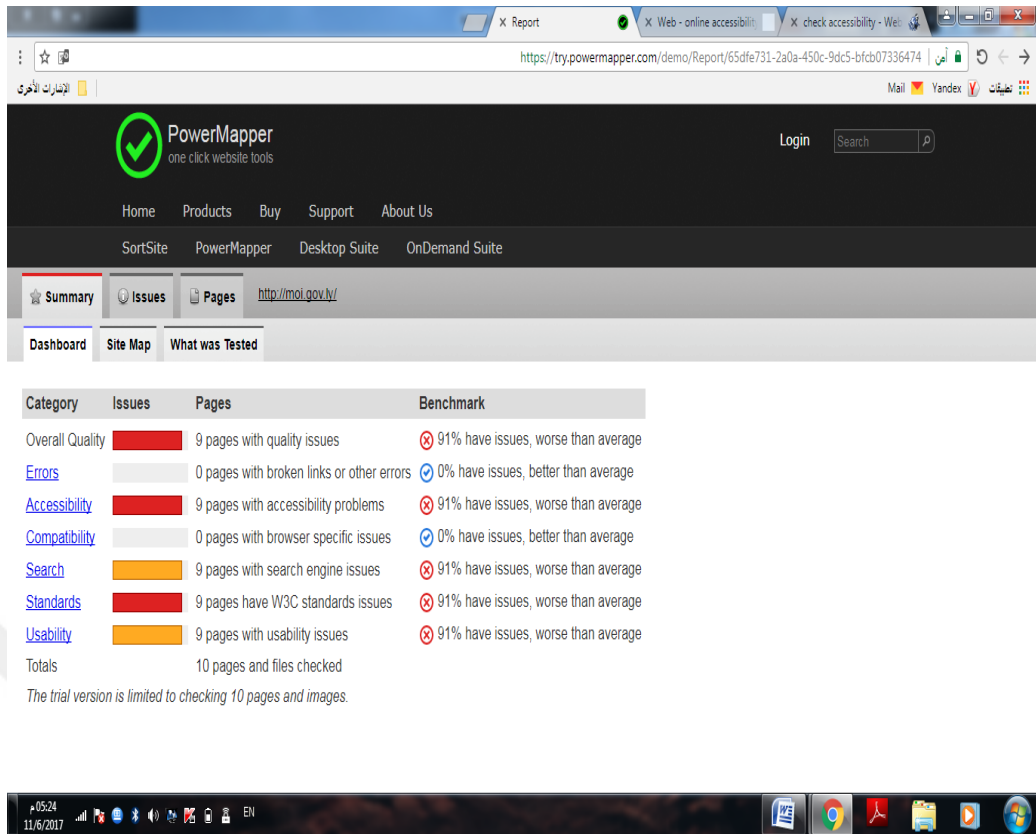 Report
Web - online accessibilit
check accessibility - Web
https://try.powermapper.com/demo/Report/65dfe731-2a0a-450c-9dc5-bfcb07336474 | آمن
الإشارات الأخرى
Mail
Yandex
تطبيقات
PowerMapper
one click website tools
Login
Search
Home Products Buy Support About Us
SortSite PowerMapper Desktop Suite OnDemand Suite
Summary Issues Pages http://moi.gov.ly/
Dashboard Site Map What was Tested
Category Issues Pages Benchmark
Overall Quality 9 pages with quality issues 91% have issues, worse than average
Errors 0 pages with broken links or other errors 0% have issues, better than average
Accessibility 9 pages with accessibility problems 91% have issues, worse than average
Compatibility 0 pages with browser specific issues 0% have issues, better than average
Search 9 pages with search engine issues 91% have issues, worse than average
Standards 9 pages have W3C standards issues 91% have issues, worse than average
Usability 9 pages with usability issues 91% have issues, worse than average
Totals 10 pages and files checked
The trial version is limited to checking 10 pages and images.
05:24 م
11/6/2017
EN